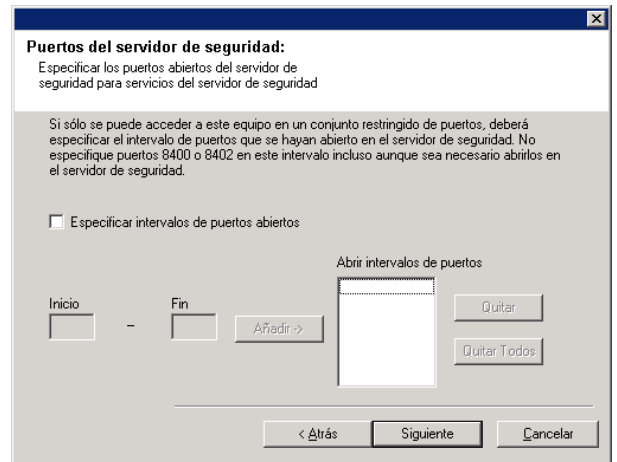 Puertos del servidor de seguridad:
Especificar los puertos abiertos del servidor de
seguridad para servicios del servidor de seguridad
Si sólo se puede acceder a este equipo en un conjunto restringido de puertos, deberá
especificar el intervalo de puertos que se hayan abierto en el servidor de seguridad. No
especifique puertos 8400 o 8402 en este intervalo incluso aunque sea necesario abrirlos en
el servidor de seguridad.
Especificar intervalos de puertos abiertos
Abrir intervalos de puertos
Inicio
Fin
–
Añadir ->
Quitar
Quitar Todos
< Atrás
Siguiente
Cancelar